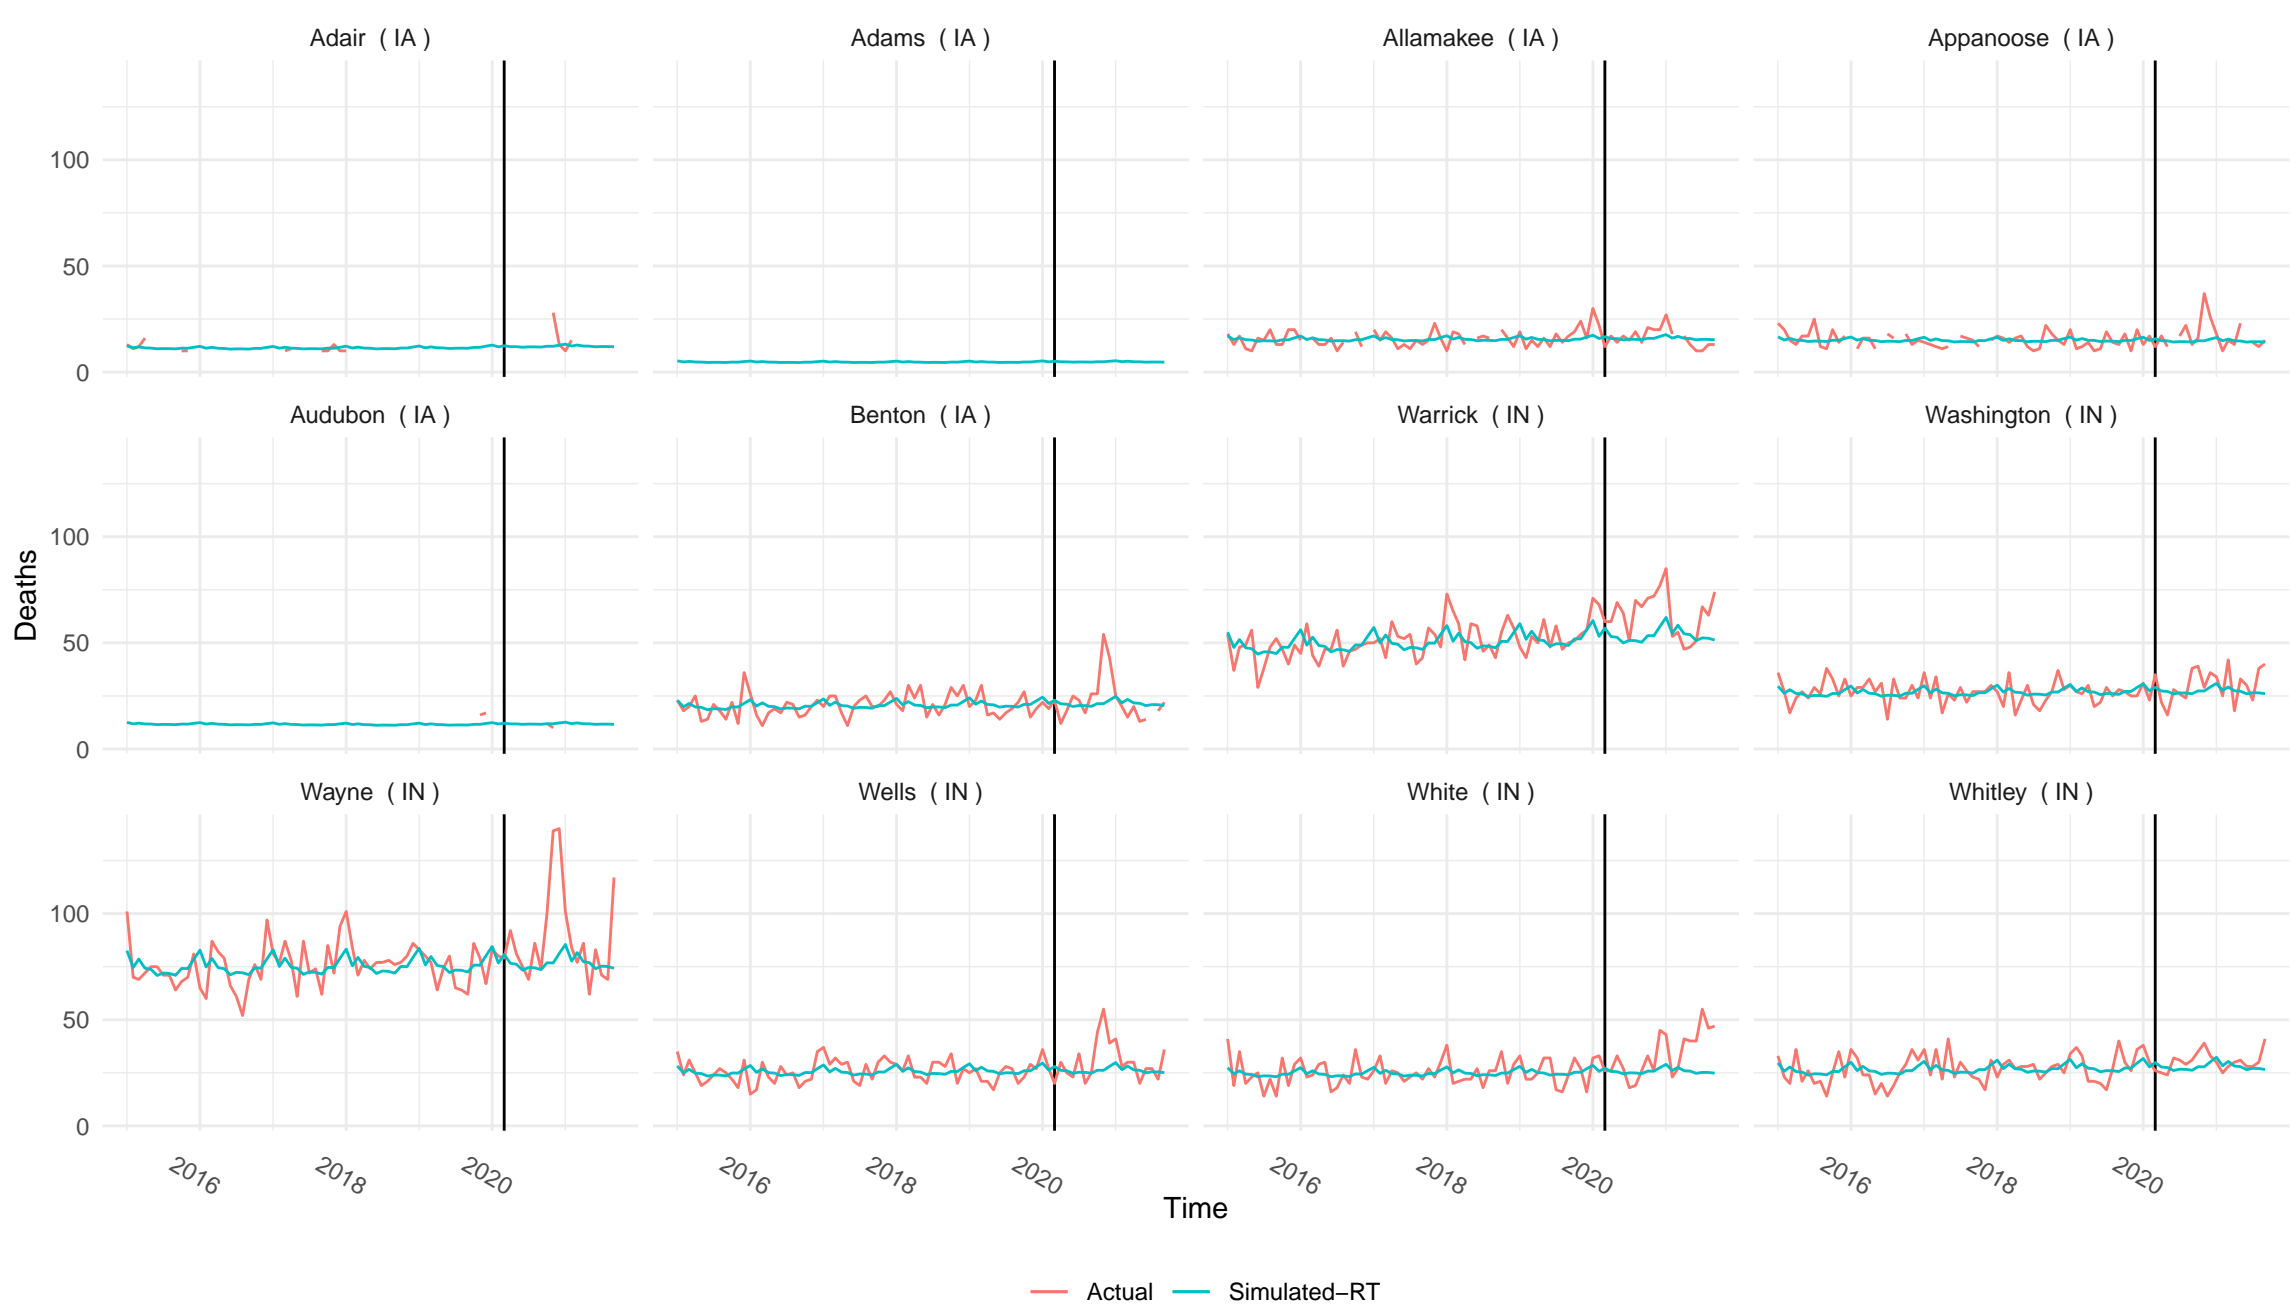 Adair ( IA )
Adams ( IA )
Allamakee ( IA )
Appanoose ( IA )
100
50
0
Audubon ( IA )
Benton ( IA )
Warrick ( IN )
Washington ( IN )
100
50
0
Deaths
Wayne ( IN )
Wells ( IN )
White ( IN )
Whitley ( IN )
100
50
0
2016
2018
2020
2016
2018
2020
2016
2018
2020
2016
2018
2020
Time
Actual
Simulated−RT